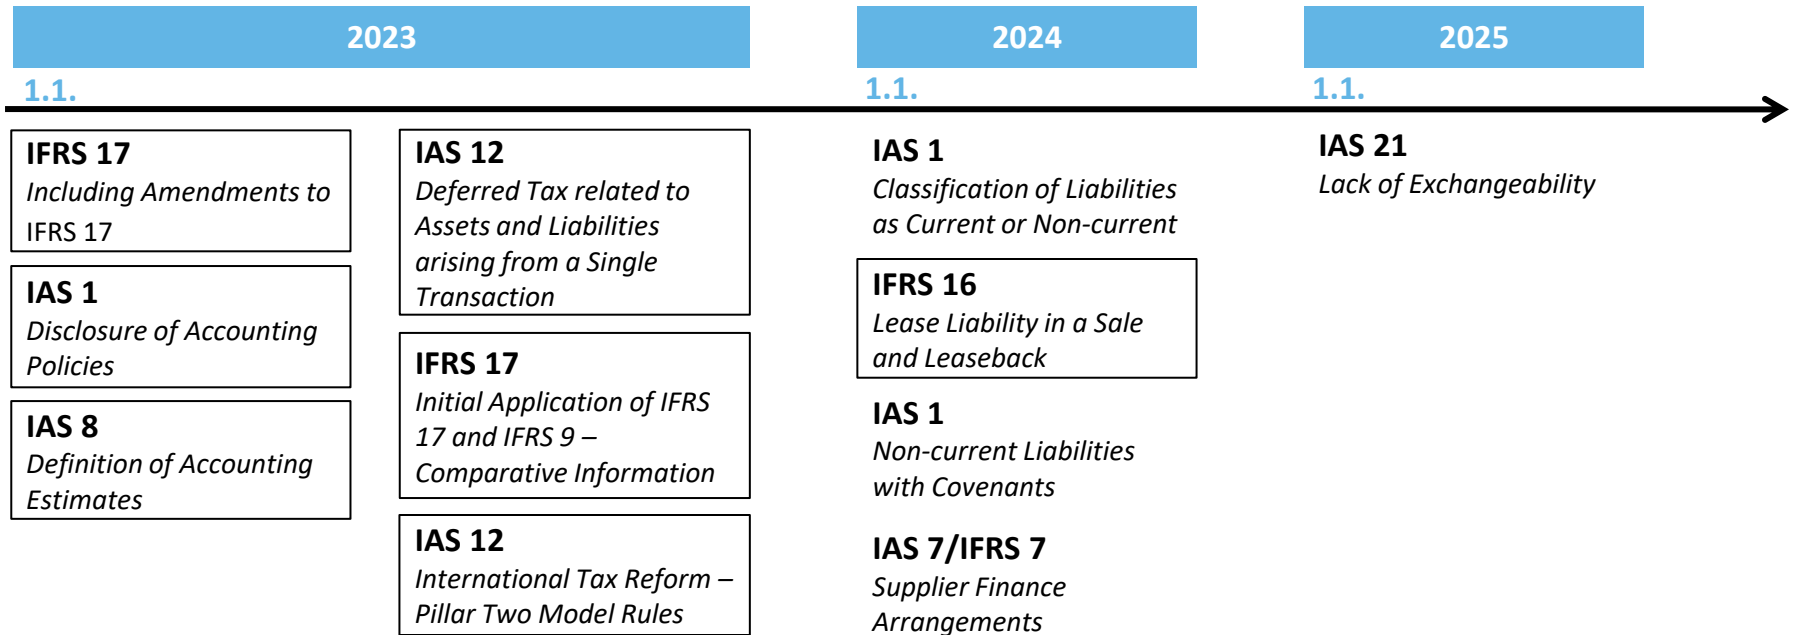 2023
2024
2025
1.1.
1.1.
1.1.
IFRS 17
Including Amendments to
IFRS 17
IAS 1
Disclosure of Accounting
Policies
IAS 8
Definition of Accounting
Estimates
IAS 12
Deferred Tax related to
Assets and Liabilities
arising from a Single
Transaction
IFRS 17
Initial Application of IFRS
17 and IFRS 9 –
Comparative Information
IAS 12
International Tax Reform –
Pillar Two Model Rules
IAS 1
Classification of Liabilities
as Current or Non-current
IFRS 16
Lease Liability in a Sale
and Leaseback
IAS 1
Non-current Liabilities
with Covenants
IAS 7/IFRS 7
Supplier Finance
Arrangements
IAS 21
Lack of Exchangeability